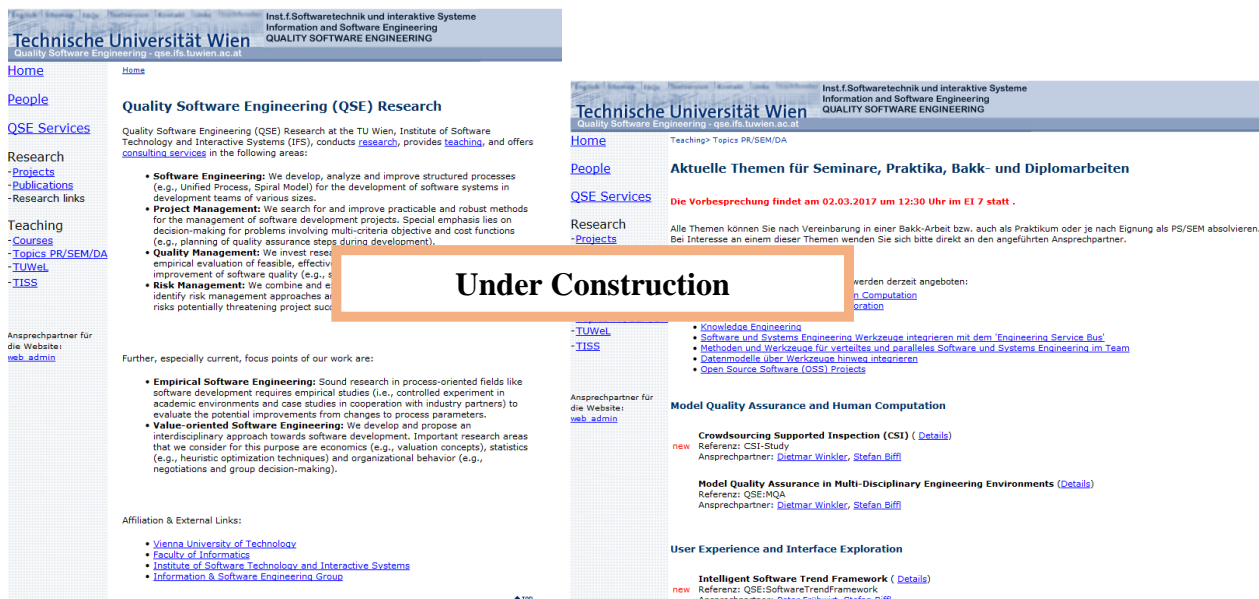 Inst.f.Softwaretechnik und interaktive Systeme
Information and Software Engineering
QUALITY SOFTWARE ENGINEERING
Technische Universität Wien
Quality Software Engineering - qse.ifs.tuwien.ac.at
Home
People
QSE Services
Research
-Projects
-Publications
-Research links
Teaching
-Courses
-Topics PR/SEM/DA
-TUWeL
-TISS
Ansprechpartner für
die Website:
web admin
Home
Quality Software Engineering (QSE) Research
Quality Software Engineering (QSE) Research at the TU Wien, Institute of Software
Technology and Interactive Systems (IFS), conducts research, provides teaching, and offers
consulting services in the following areas:
• Software Engineering: We develop, analyze and improve structured processes
(e.g., Unified Process, Spiral Model) for the development of software systems in
development teams of various sizes.
• Project Management: We search for and improve practicable and robust methods
for the management of software development projects. Special emphasis lies on
decision-making for problems involving multi-criteria objective and cost functions
(e.g., planning of quality assurance steps during development).
• Quality Management: We invest
empirical evaluation of feasible,
improvement of software quality (e.g.,
• Risk Management: We combine and
identify risk management approaches
risks potentially threatening project
Further, especially current, focus points of our work are:
• Empirical Software Engineering: Sound research in process-oriented fields like
software development requires empirical studies (i.e., controlled experiment in
academic environments and case studies in cooperation with industry partners) to
evaluate the potential improvements from changes to process parameters.
• Value-oriented Software Engineering: We develop and propose an
interdisciplinary approach towards software development. Important research areas
that we consider for this purpose are economics (e.g., valuation concepts), statistics
(e.g., heuristic optimization techniques) and organizational behavior (e.g.,
negotiations and group decision-making).
Affiliation & External Links:
• Vienna University of Technology
• Faculty of Informatics
• Institute of Software Technology and Interactive Systems
• Information & Software Engineering Group
Under Construction
Inst.f.Softwaretechnik und interaktive Systeme
Information and Software Engineering
QUALITY SOFTWARE ENGINEERING
Technische Universität Wien
Quality Software Engineering - qse.ifs.tuwien.ac.at
Home
People
QSE Services
Research
-Projects
-TUWeL
-TISS
Ansprechpartner für
die Website:
web admin
Teaching> Topics PR/SEM/DA
Aktuelle Themen für Seminare, Praktika, Bakk- und Diplomarbeiten
Die Vorbesprechung findet am 02.03.2017 um 12:30 Uhr im EI 7 statt .
Alle Themen können Sie nach Vereinbarung in einer Bakk-Arbeit bzw. auch als Praktikum oder je nach Eignung als PS/SEM absolvieren.
Bei Interesse an einem dieser Themen wenden Sie sich bitte direkt an den angeführten Ansprechpartner.
werden derzeit angeboten:
Computation
• Knowledge Engineering
• Software und Systems Engineering Werkzeuge integrieren mit dem 'Engineering Service Bus'
• Methoden und Werkzeuge für verteiltes und paralleles Software und Systems Engineering im Team
• Datenmodelle über Werkzeuge hinweg integrieren
• Open Source Software (OSS) Projects
Model Quality Assurance and Human Computation
Crowdsourcing Supported Inspection (CSI) ( Details)
new Referenz: CSI-Study
Ansprechpartner: Dietmar Winkler, Stefan Biffl
Model Quality Assurance in Multi-Disciplinary Engineering Environments (Details)
Referenz: QSE:MQA
Ansprechpartner: Dietmar Winkler, Stefan Biffl
User Experience and Interface Exploration
Intelligent Software Trend Framework ( Details)
new Referenz: QSE:SoftwareTrendFramework